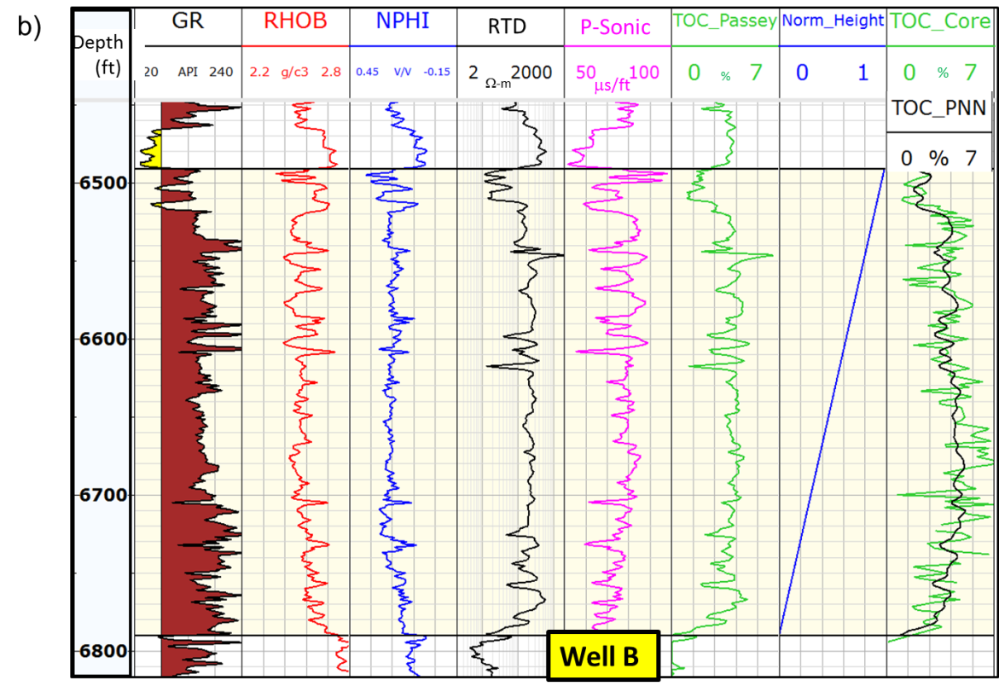 b)
Depth
(ft)
GR
20 API 240
RHOB
2.2 g/c3 2.8
NPHI
0.45 V/V -0.15
RTD
2 Ω-m 2000
P-Sonic
50 μs/ft 100
TOC_Passey
0 % 7
Norm_Height
0 1
TOC_Core
0 % 7
TOC_PNN
0 % 7
6500
6600
6700
6800
Well B